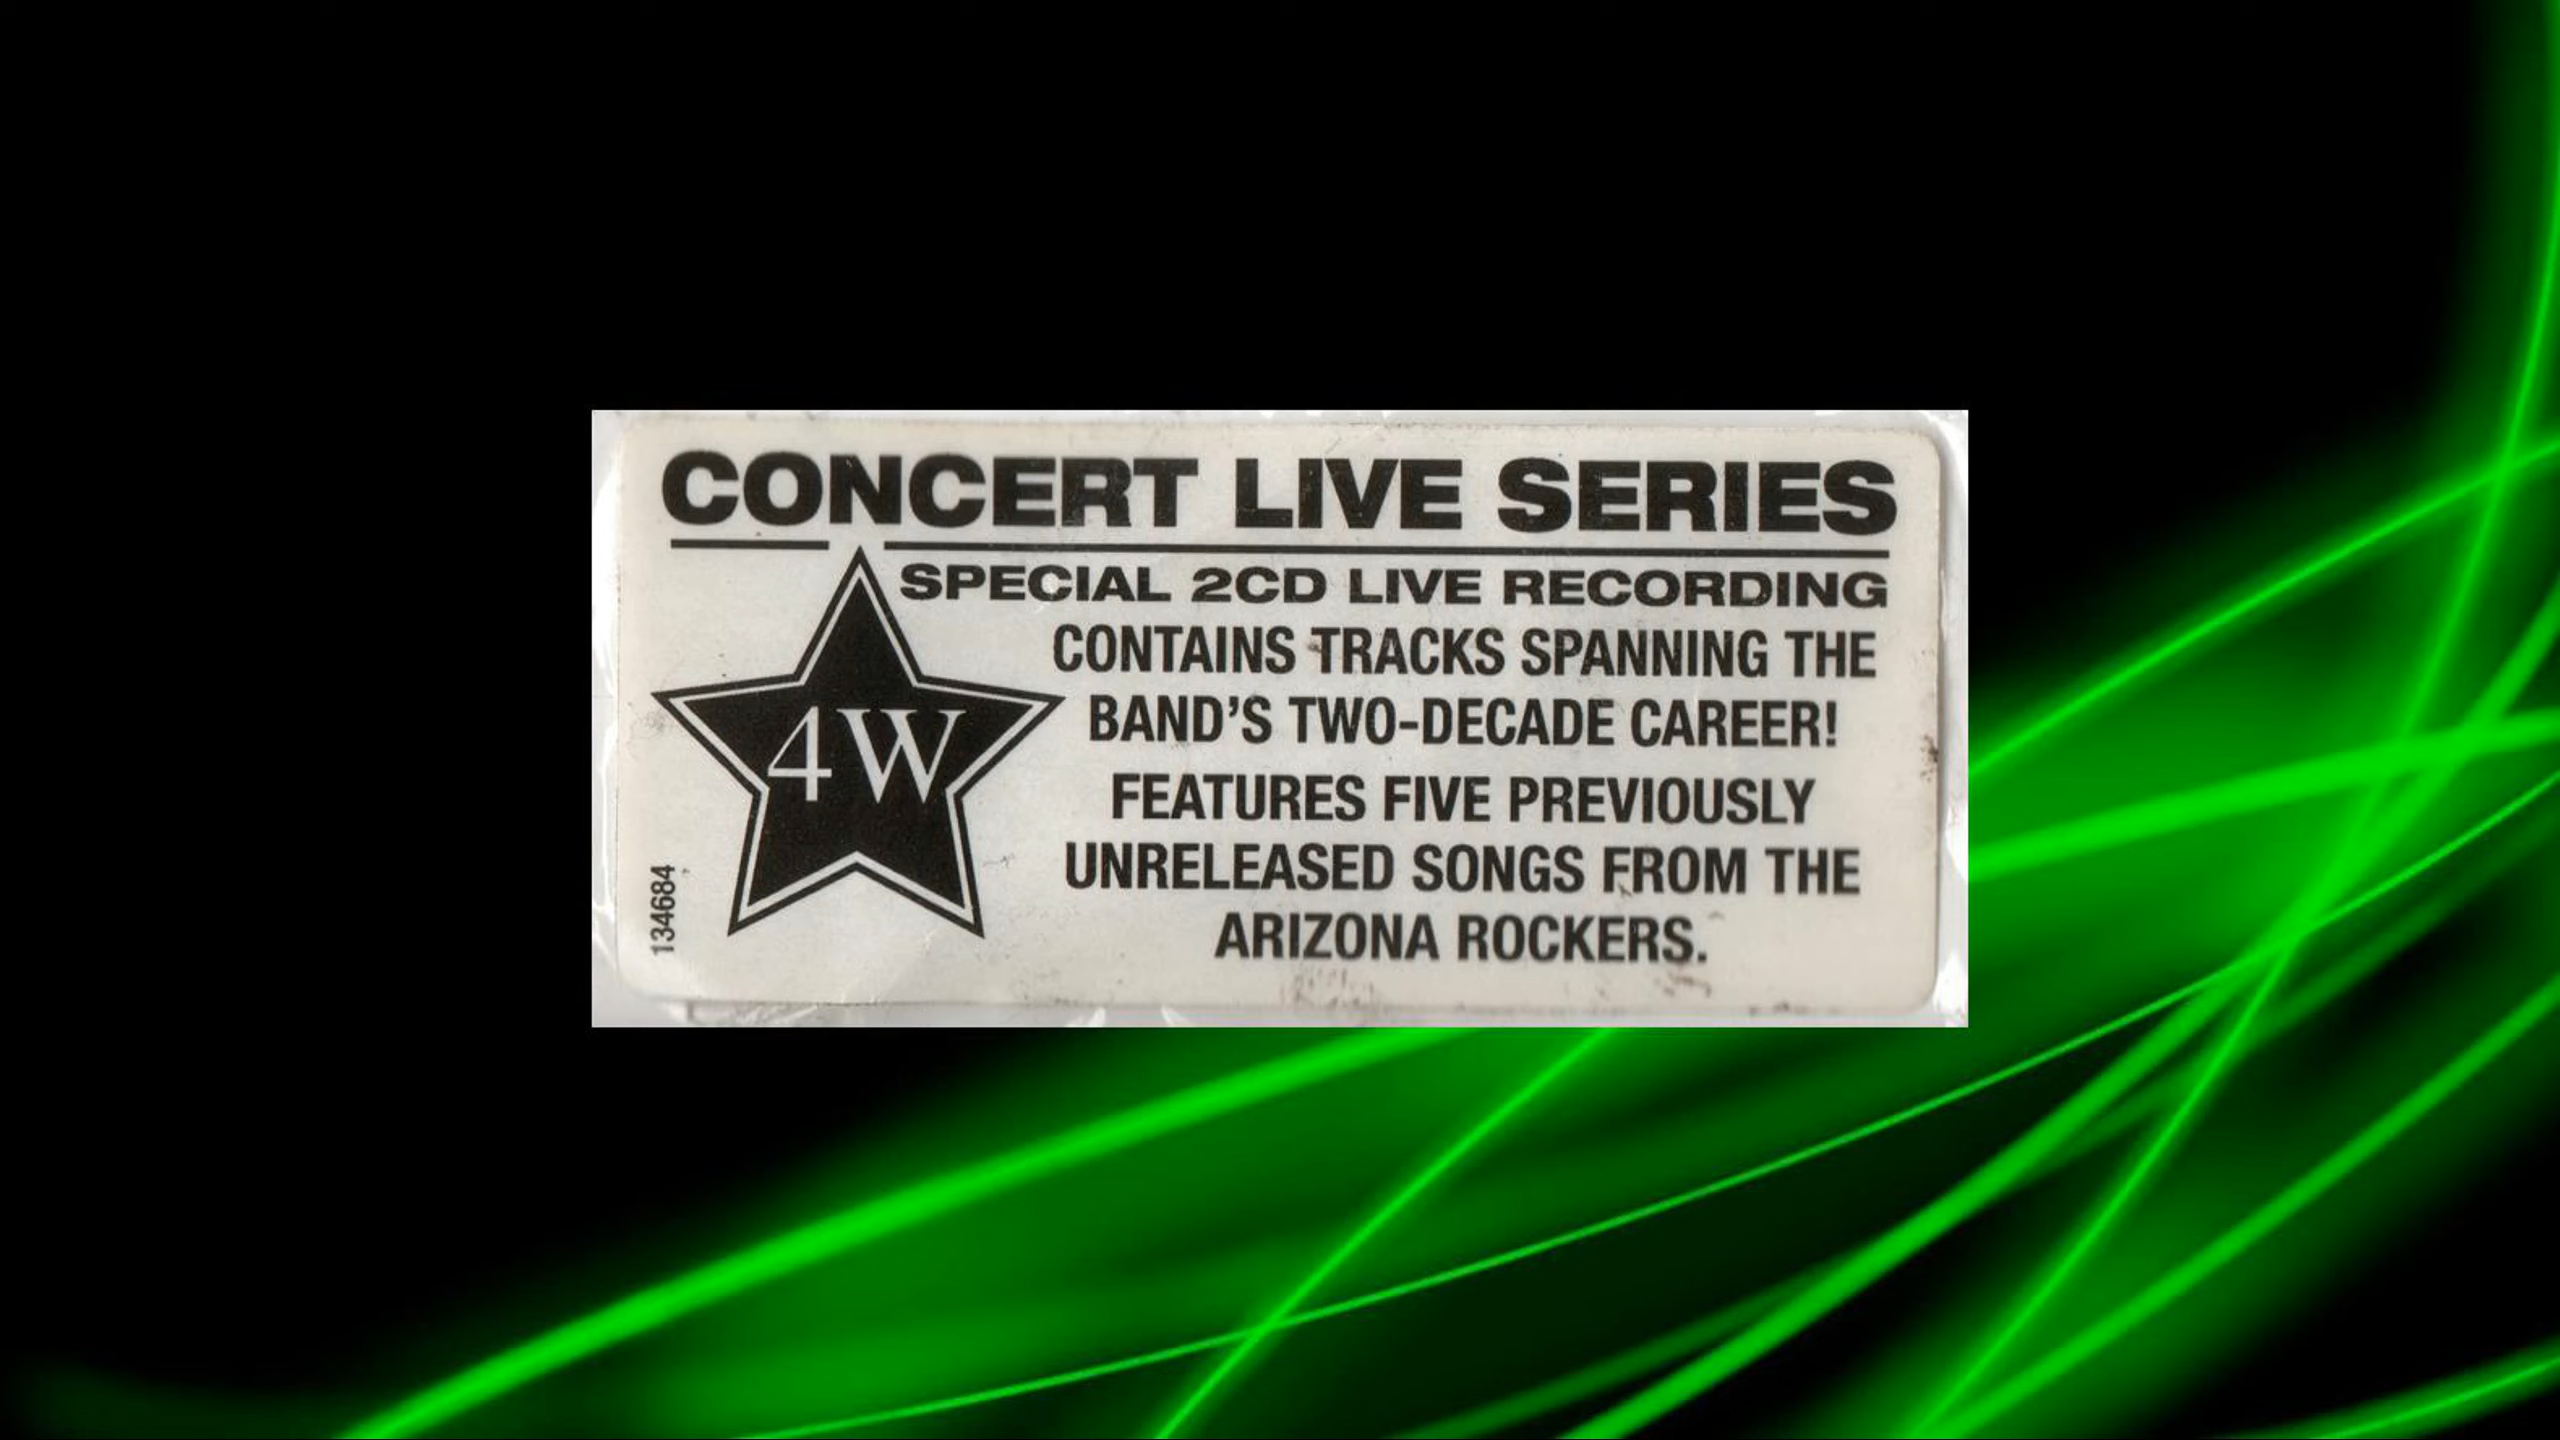 CONCERT LIVE SERIES
SPECIAL 2CD LIVE RECORDING
CONTAINS TRACKS SPANNING THE
BAND'S TWO-DECADE CAREER!
FEATURES FIVE PREVIOUSLY
UNRELEASED SONGS FROM THE
ARIZONA ROCKERS.
4W
134684